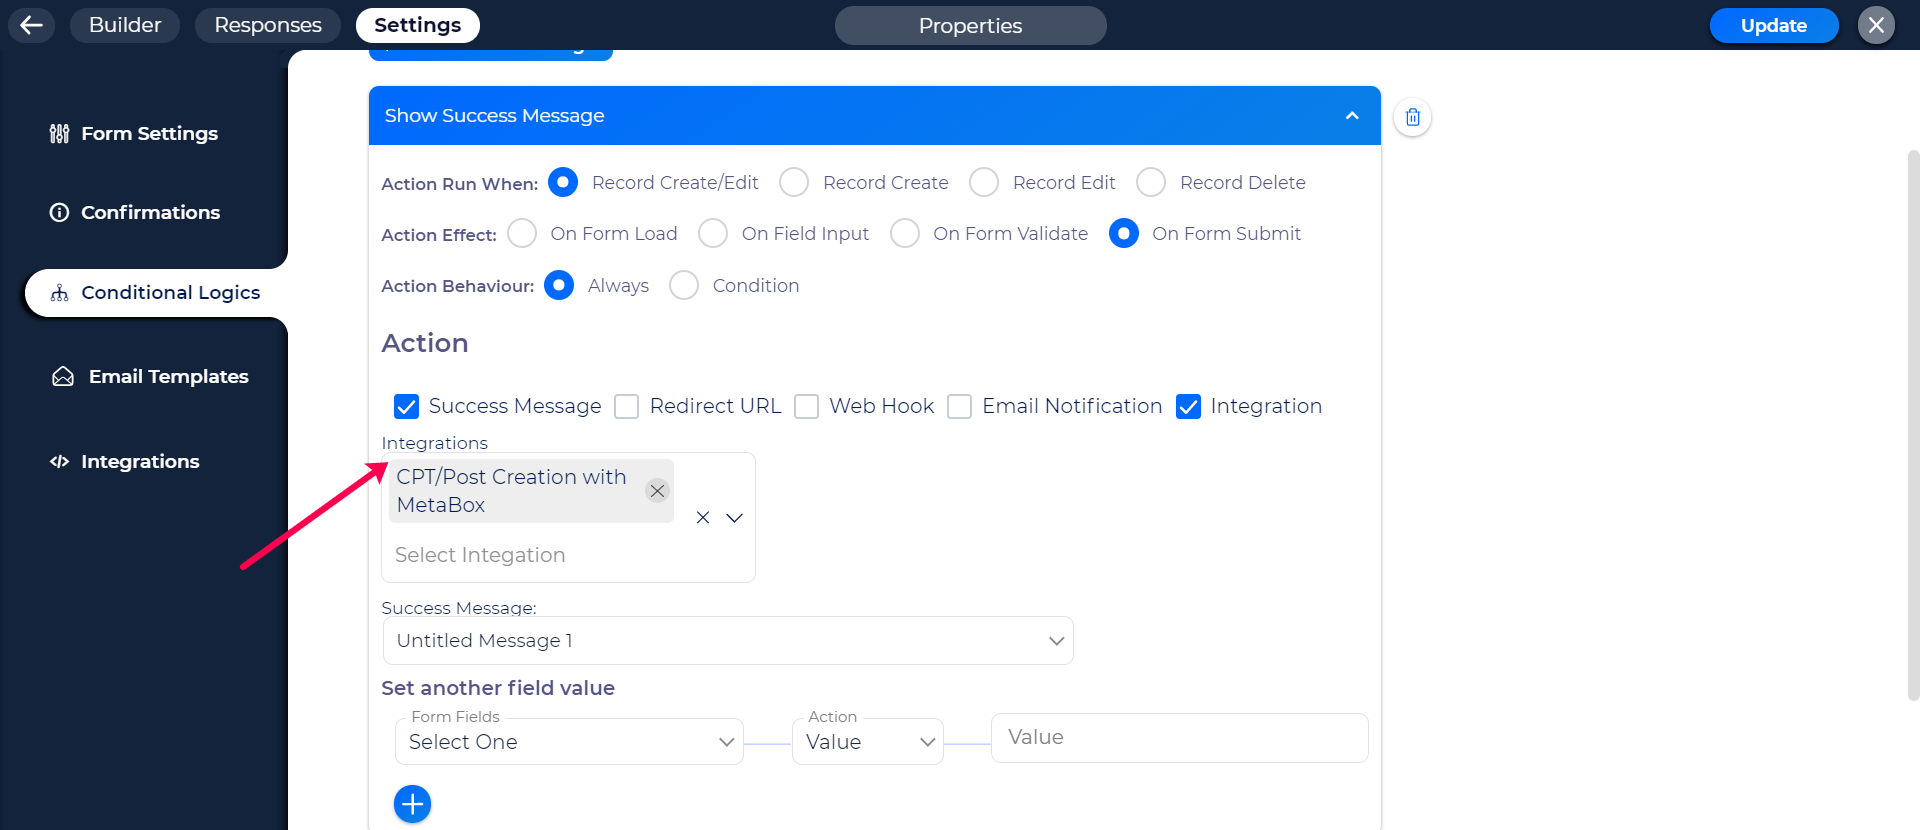 Builder
Responses
Settings
Properties
Update
Form Settings
Confirmations
Conditional Logics
Email Templates
Integrations
Show Success Message
Action Run When: Record Create/Edit Record Create Record Edit Record Delete
Action Effect: On Form Load On Field Input On Form Validate On Form Submit
Action Behaviour: Always Condition
Action
Success Message Redirect URL Web Hook Email Notification Integration
Integrations
CPT/Post Creation with
MetaBox
Select Integation
Success Message:
Untitled Message 1
Set another field value
Form Fields
Select One
Action
Value
Value